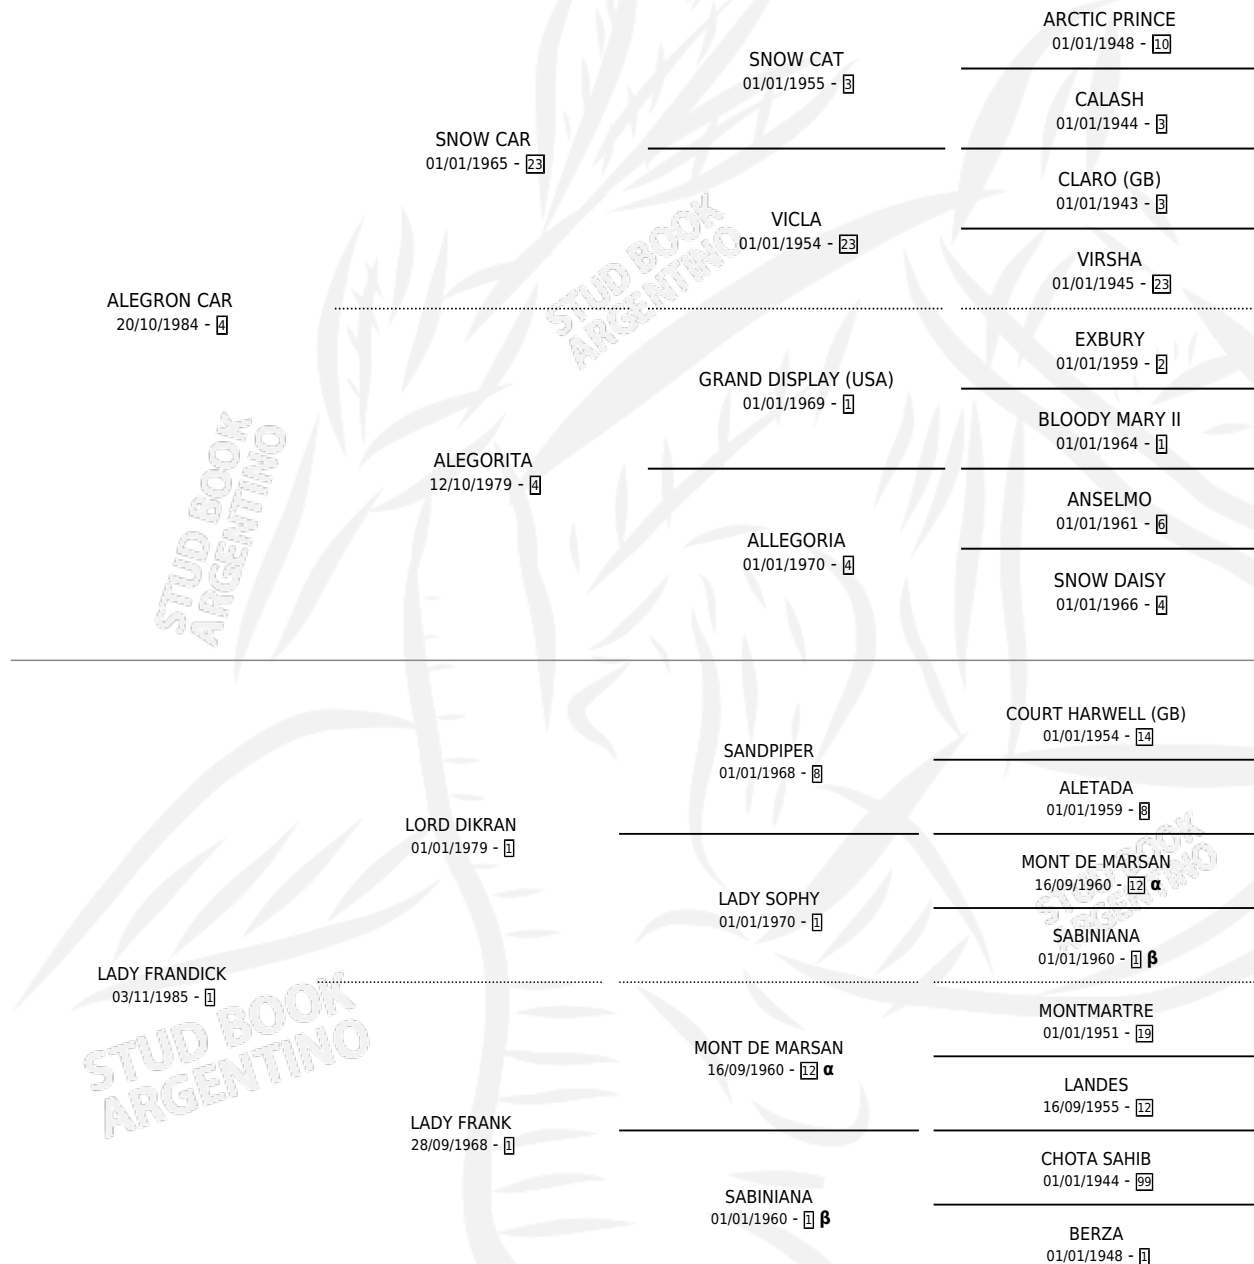 ARCTIC PRINCE
01/01/1948 - 10
SNOW CAT
01/01/1955 - 3
CALASH
01/01/1944 - 3
SNOW CAR
01/01/1965 - 23
CLARO (GB)
01/01/1943 - 3
VICLA
01/01/1954 - 23
VIRSHA
01/01/1945 - 23
ALEGRON CAR
20/10/1984 - 4
EXBURY
01/01/1959 - 2
GRAND DISPLAY (USA)
01/01/1969 - 1
BLOODY MARY II
01/01/1964 - 1
ALEGORITA
12/10/1979 - 4
ANSELMO
01/01/1961 - 6
ALLEGORIA
01/01/1970 - 4
SNOW DAISY
01/01/1966 - 4
STUD BOOK
ARGENTINO
STUD BOOK
ARGENTINO
COURT HARWELL (GB)
01/01/1954 - 14
SANDPIPER
01/01/1968 - 8
ALETADA
01/01/1959 - 8
LORD DIKRAN
01/01/1979 - 1
MONT DE MARSAN
16/09/1960 - 12 α
LADY SOPHY
01/01/1970 - 1
SABINIANA
01/01/1960 - 1 β
LADY FRANDICK
03/11/1985 - 1
MONTMARTRE
01/01/1951 - 19
MONT DE MARSAN
16/09/1960 - 12 α
LANDES
16/09/1955 - 12
LADY FRANK
28/09/1968 - 1
CHOTA SAHIB
01/01/1944 - 99
SABINIANA
01/01/1960 - 1 β
BERZA
01/01/1948 - 1
STUD BOOK
ARGENTINO
STUD BOOK
ARGENTINO